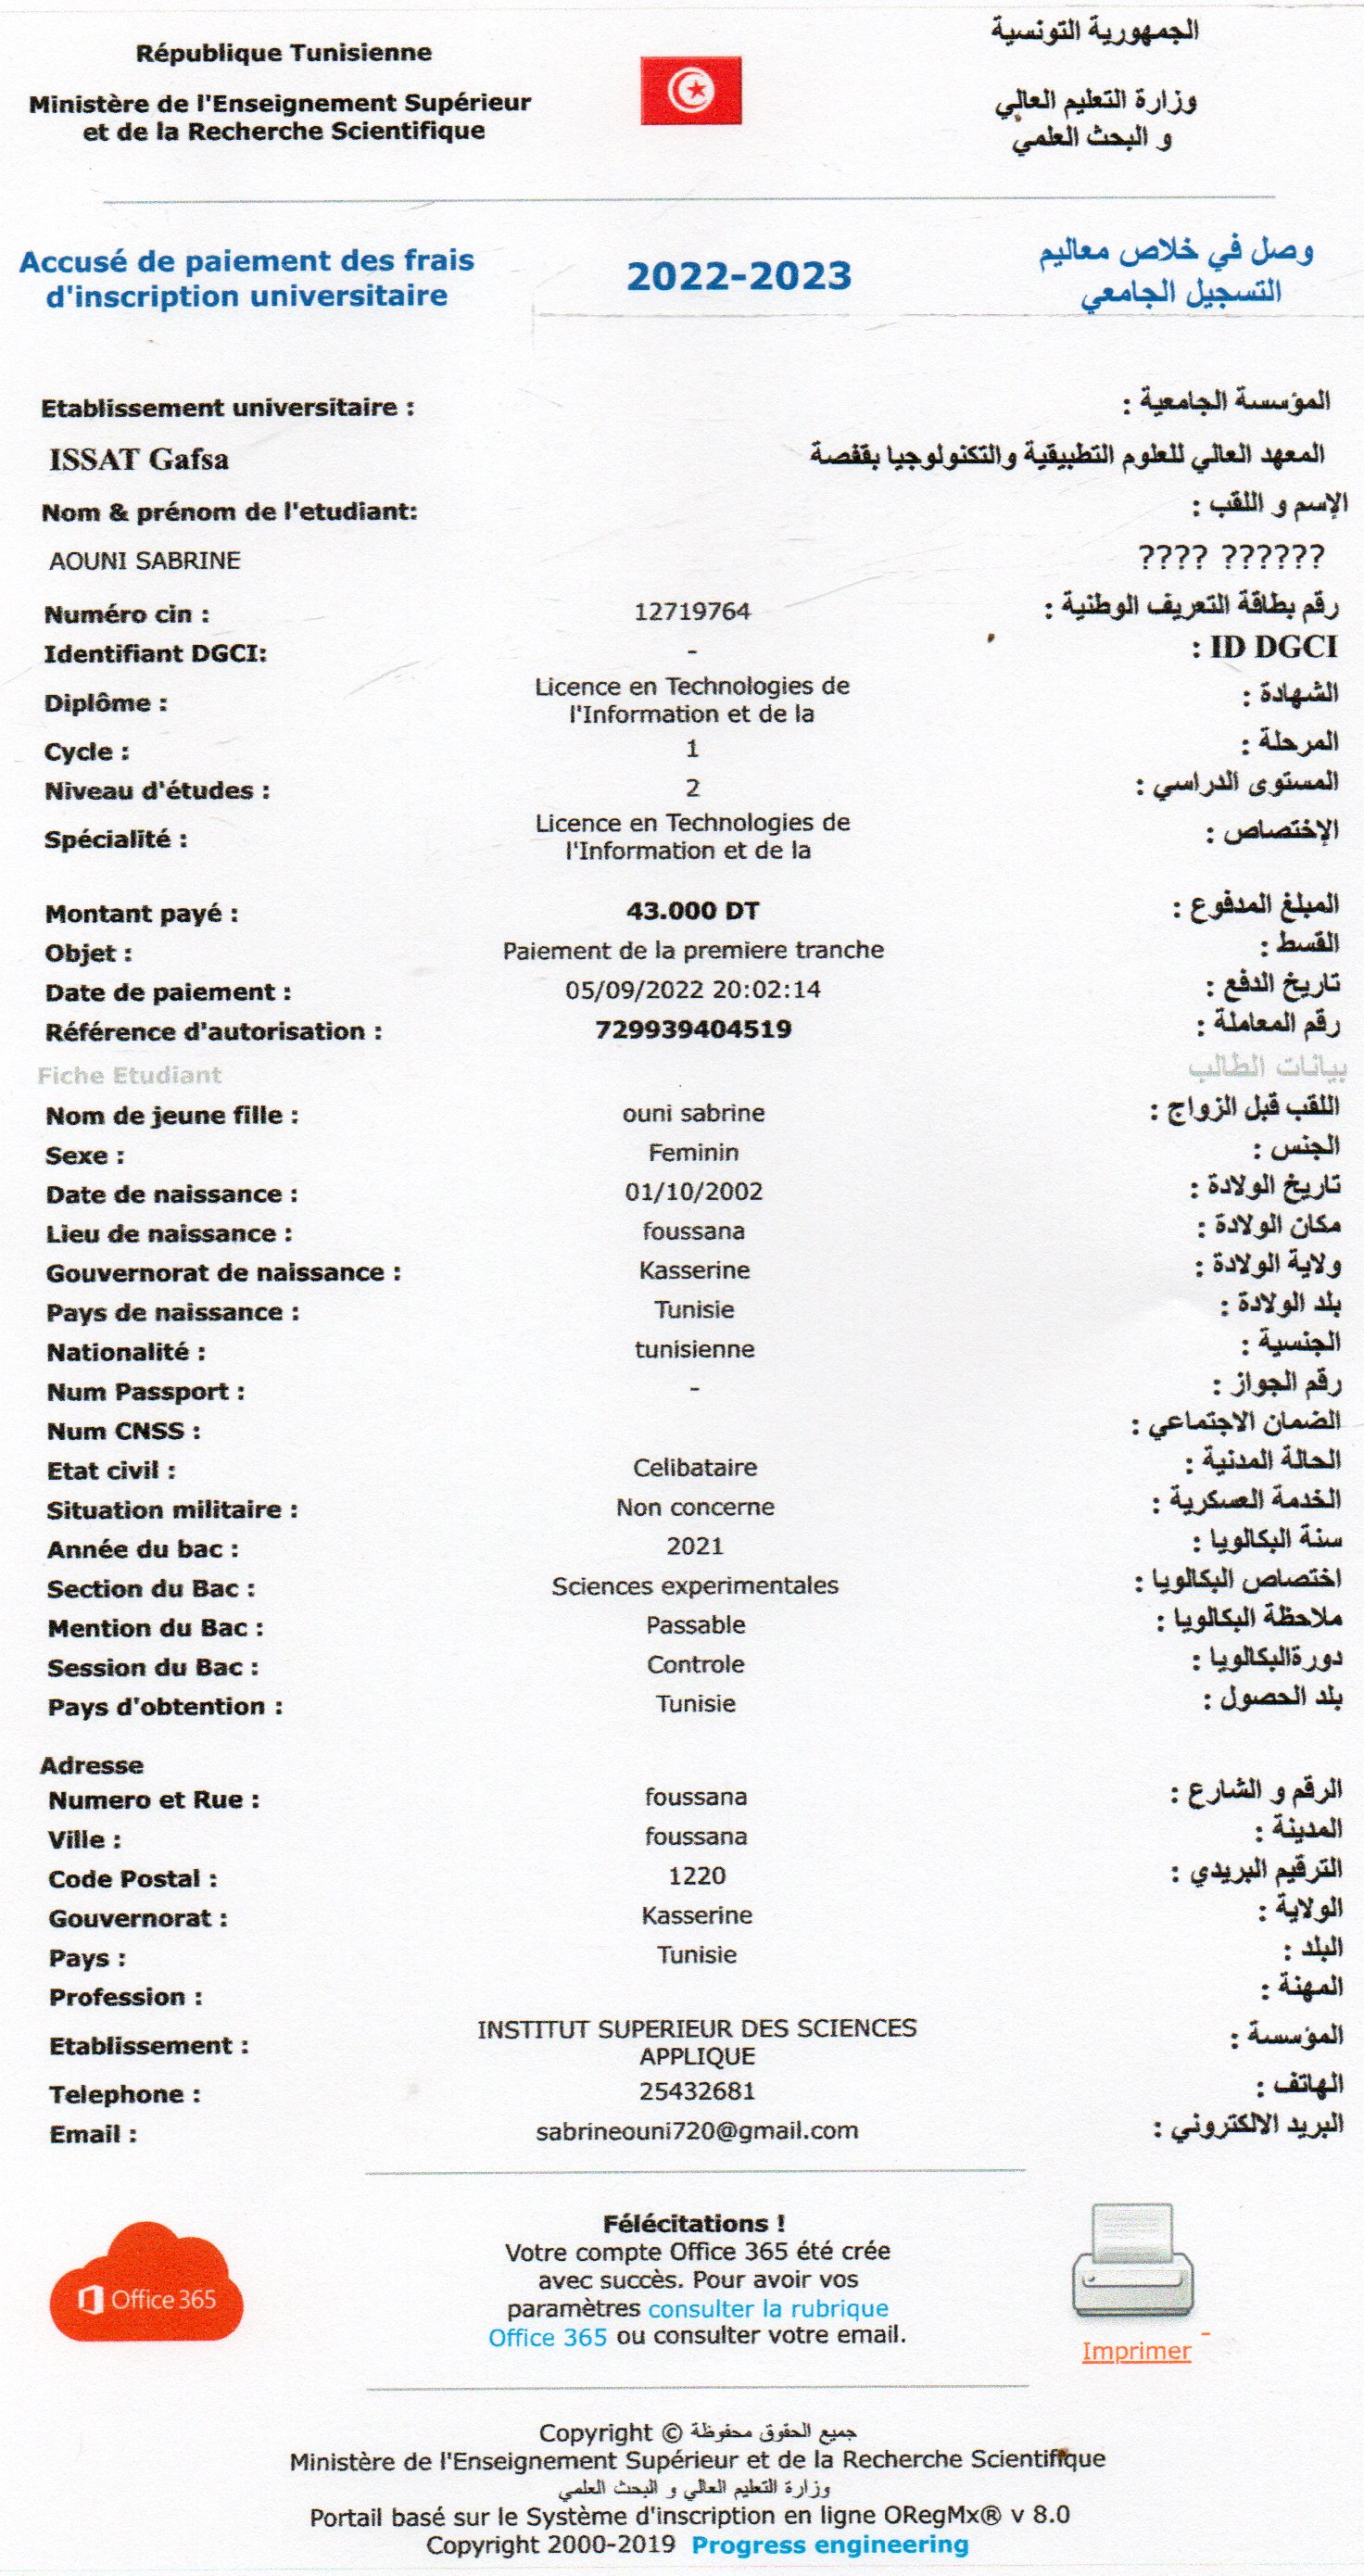 République Tunisienne
Ministère de l'Enseignement Supérieur
et de la Recherche Scientifique
الجمهورية التونسية
وزارة التعليم العالي
و البحث العلمي
Accusé de paiement des frais
d'inscription universitaire
2022-2023
وصل في خلاص معاليم
التسجيل الجامعي
Etablissement universitaire : المؤسسة الجامعية :
ISSAT Gafsa المعهد العالي للعلوم التطبيقية والتكنولوجيا بقفصة
Nom & prénom de l'etudiant: الإسم و اللقب :
AOUNI SABRINE ???? ??????
Numéro cin : 12719764 رقم بطاقة التعريف الوطنية :
Identifiant DGCI: - : ID DGCI
Diplôme : Licence en Technologies de
l'Information et de la الشهادة :
Cycle : 1 المرحلة :
Niveau d'études : 2 المستوى الدراسي :
Spécialité : Licence en Technologies de
l'Information et de la الإختصاص :
Montant payé : 43.000 DT المبلغ المدفوع :
Objet : Paiement de la premiere tranche القسط :
Date de paiement : 05/09/2022 20:02:14 تاريخ الدفع :
Référence d'autorisation : 729939404519 رقم المعاملة :
Fiche Etudiant بيانات الطالب
Nom de jeune fille : ouni sabrine اللقب قبل الزواج :
Sexe : Feminin الجنس :
Date de naissance : 01/10/2002 تاريخ الولادة :
Lieu de naissance : foussana مكان الولادة :
Gouvernorat de naissance : Kasserine ولاية الولادة :
Pays de naissance : Tunisie بلد الولادة :
Nationalité : tunisienne الجنسية :
Num Passport : - رقم الجواز :
Num CNSS : الضمان الاجتماعي :
Etat civil : Celibataire الحالة المدنية :
Situation militaire : Non concerne الخدمة العسكرية :
Année du bac : 2021 سنة البكالويا :
Section du Bac : Sciences experimentales اختصاص البكالويا :
Mention du Bac : Passable ملاحظة البكالويا :
Session du Bac : Controle دورةالبكالويا :
Pays d'obtention : Tunisie بلد الحصول :
Adresse
Numero et Rue : foussana الرقم و الشارع :
Ville : foussana المدينة :
Code Postal : 1220 الترقيم البريدي :
Gouvernorat : Kasserine الولاية :
Pays : Tunisie البلد :
Profession : المهنة :
Etablissement : INSTITUT SUPERIEUR DES SCIENCES
APPLIQUE المؤسسة :
Telephone : 25432681 الهاتف :
Email : sabrineouni720@gmail.com البريد الالكتروني :
Office 365
Félécitations !
Votre compte Office 365 été crée
avec succès. Pour avoir vos
paramètres consulter la rubrique
Office 365 ou consulter votre email.
Imprimer
Copyright © جميع الحقوق محفوظة
Ministère de l'Enseignement Supérieur et de la Recherche Scientifique
وزارة التعليم العالي و البحث العلمي
Portail basé sur le Système d'inscription en ligne ORegMx® v 8.0
Copyright 2000-2019 Progress engineering